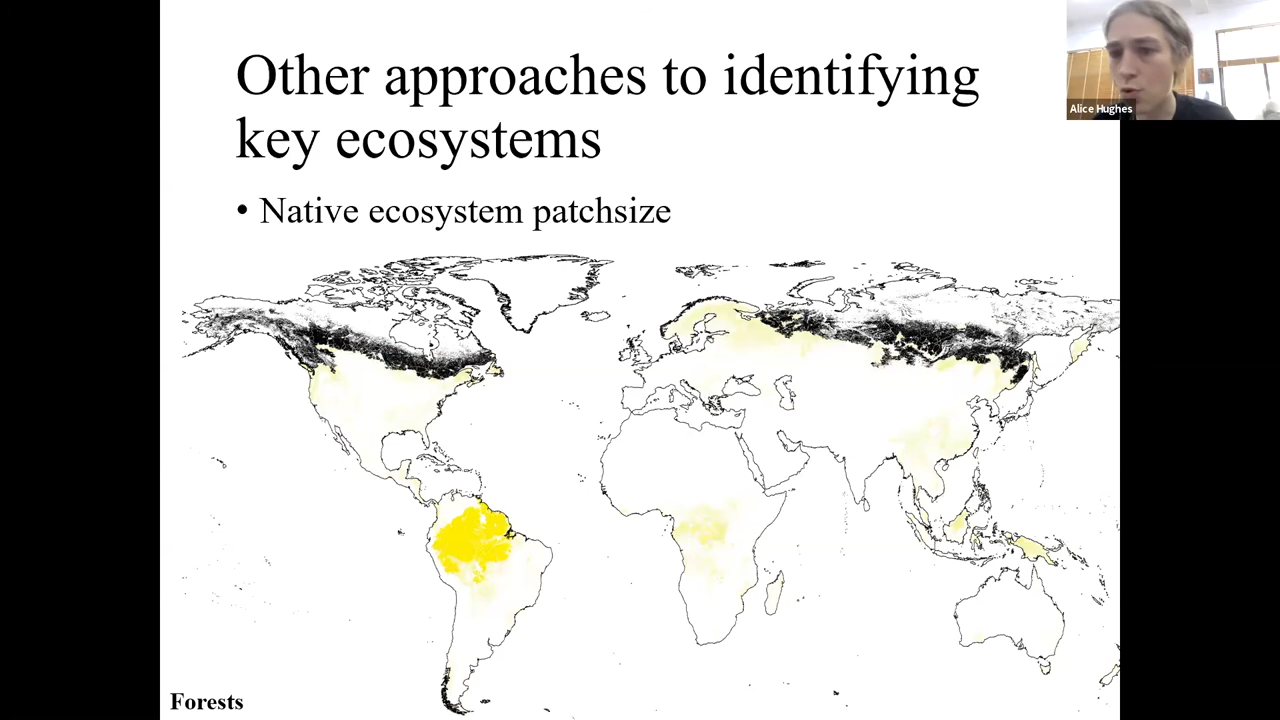 Other approaches to identifying
key ecosystems
• Native ecosystem patchsize
Alice Hughes
Forests